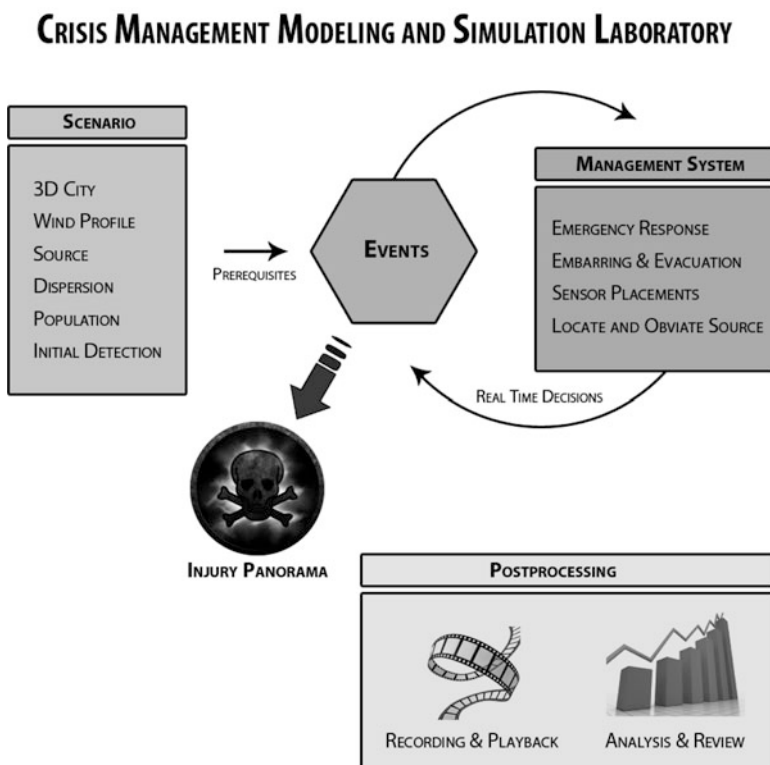 CRISIS MANAGEMENT MODELING AND SIMULATION LABORATORY
SCENARIO
3D CITY
WIND PROFILE
SOURCE
DISPERSION
POPULATION
INITIAL DETECTION
PREREQUISITES
EVENTS
MANAGEMENT SYSTEM
EMERGENCY RESPONSE
EMBARRING & EVACUATION
SENSOR PLACEMENTS
LOCATE AND OBVIATE SOURCE
REAL TIME DECISIONS
INJURY PANORAMA
POSTPROCESSING
RECORDING & PLAYBACK
ANALYSIS & REVIEW